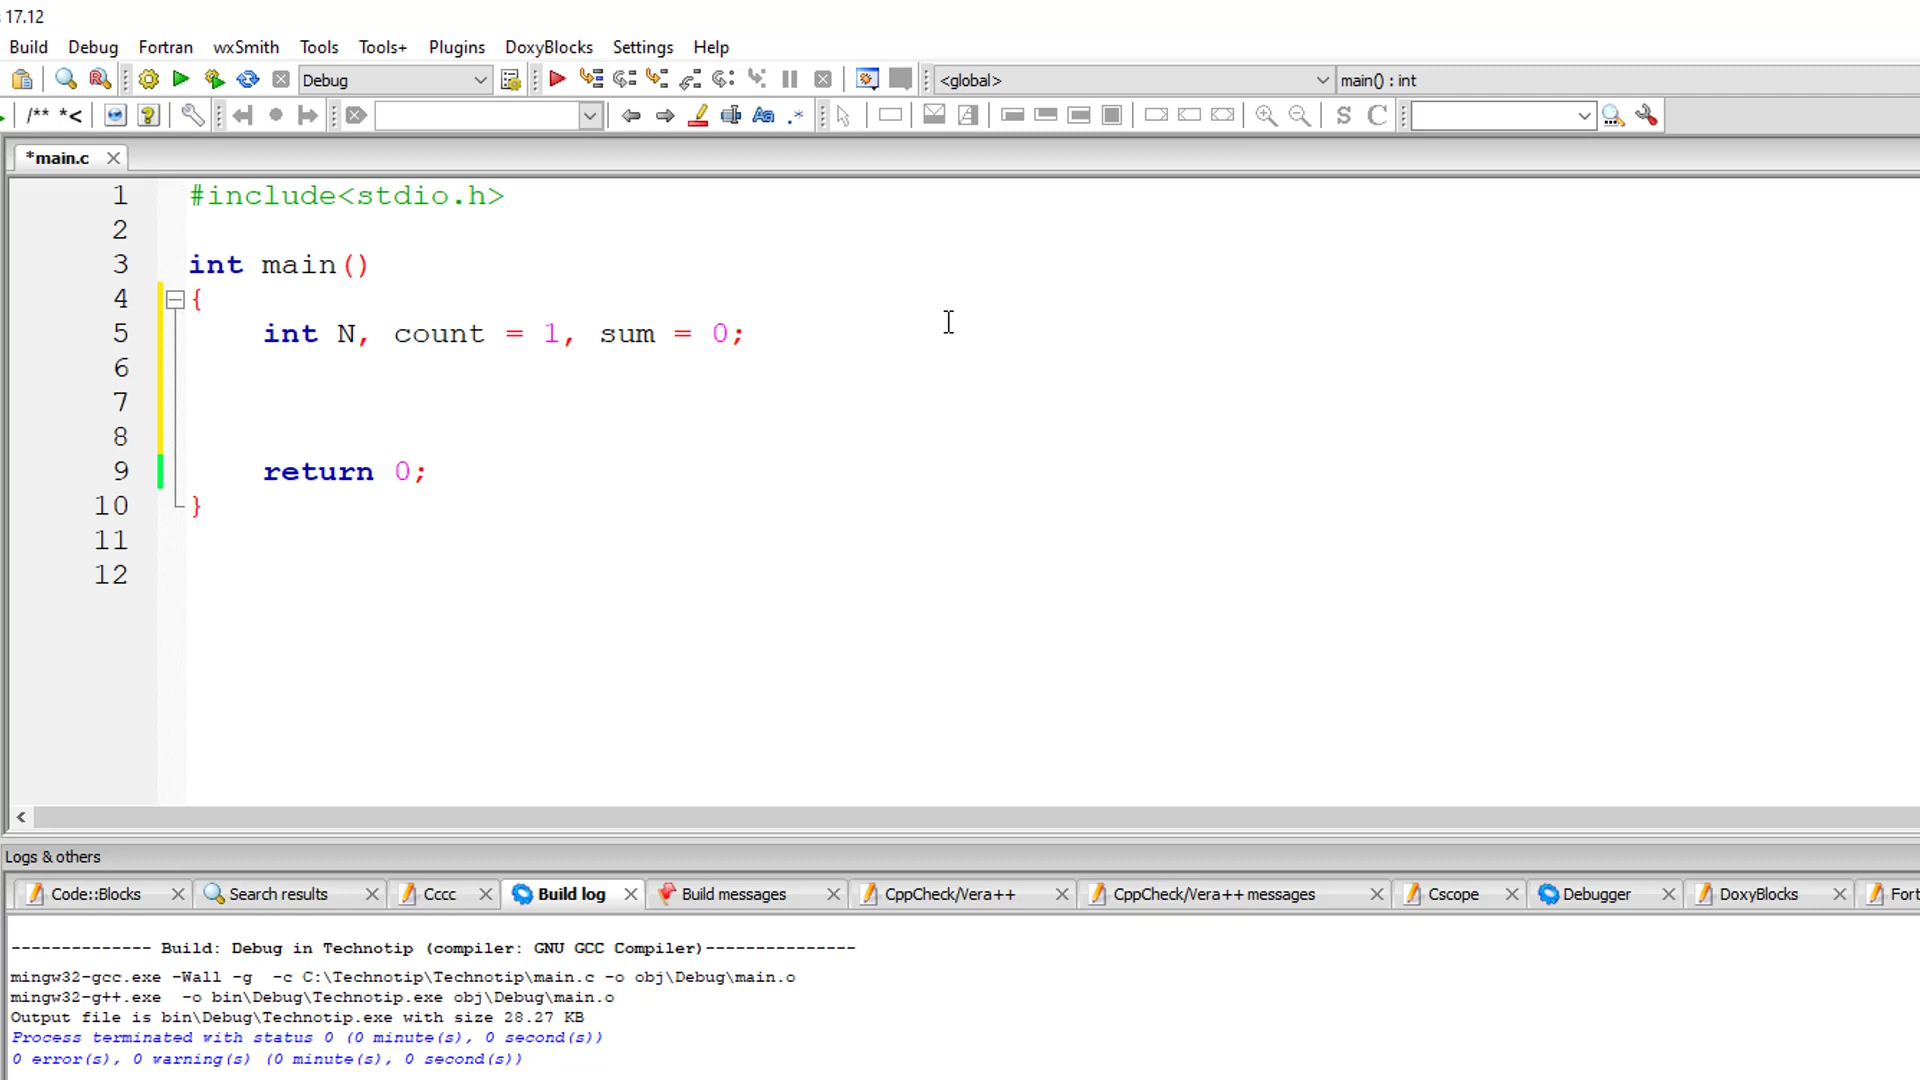 17.12
Build Debug Fortran wxSmith Tools Tools+ Plugins DoxyBlocks Settings Help
Debug <global> main() : int
/** *< Aa .* S C
*main.c
1 #include<stdio.h>
2
3 int main()
4 {
5 int N, count = 1, sum = 0;
6
7
8
9 return 0;
10 }
11
12
Logs & others
Code::Blocks Search results Cccc Build log Build messages CppCheck/Vera++ CppCheck/Vera++ messages Cscope Debugger DoxyBlocks Fort
-------------- Build: Debug in Technotip (compiler: GNU GCC Compiler)---------------
mingw32-gcc.exe -Wall -g -c C:\Technotip\Technotip\main.c -o obj\Debug\main.o
mingw32-g++.exe -o bin\Debug\Technotip.exe obj\Debug\main.o
Output file is bin\Debug\Technotip.exe with size 28.27 KB
Process terminated with status 0 (0 minute(s), 0 second(s))
0 error(s), 0 warning(s) (0 minute(s), 0 second(s))